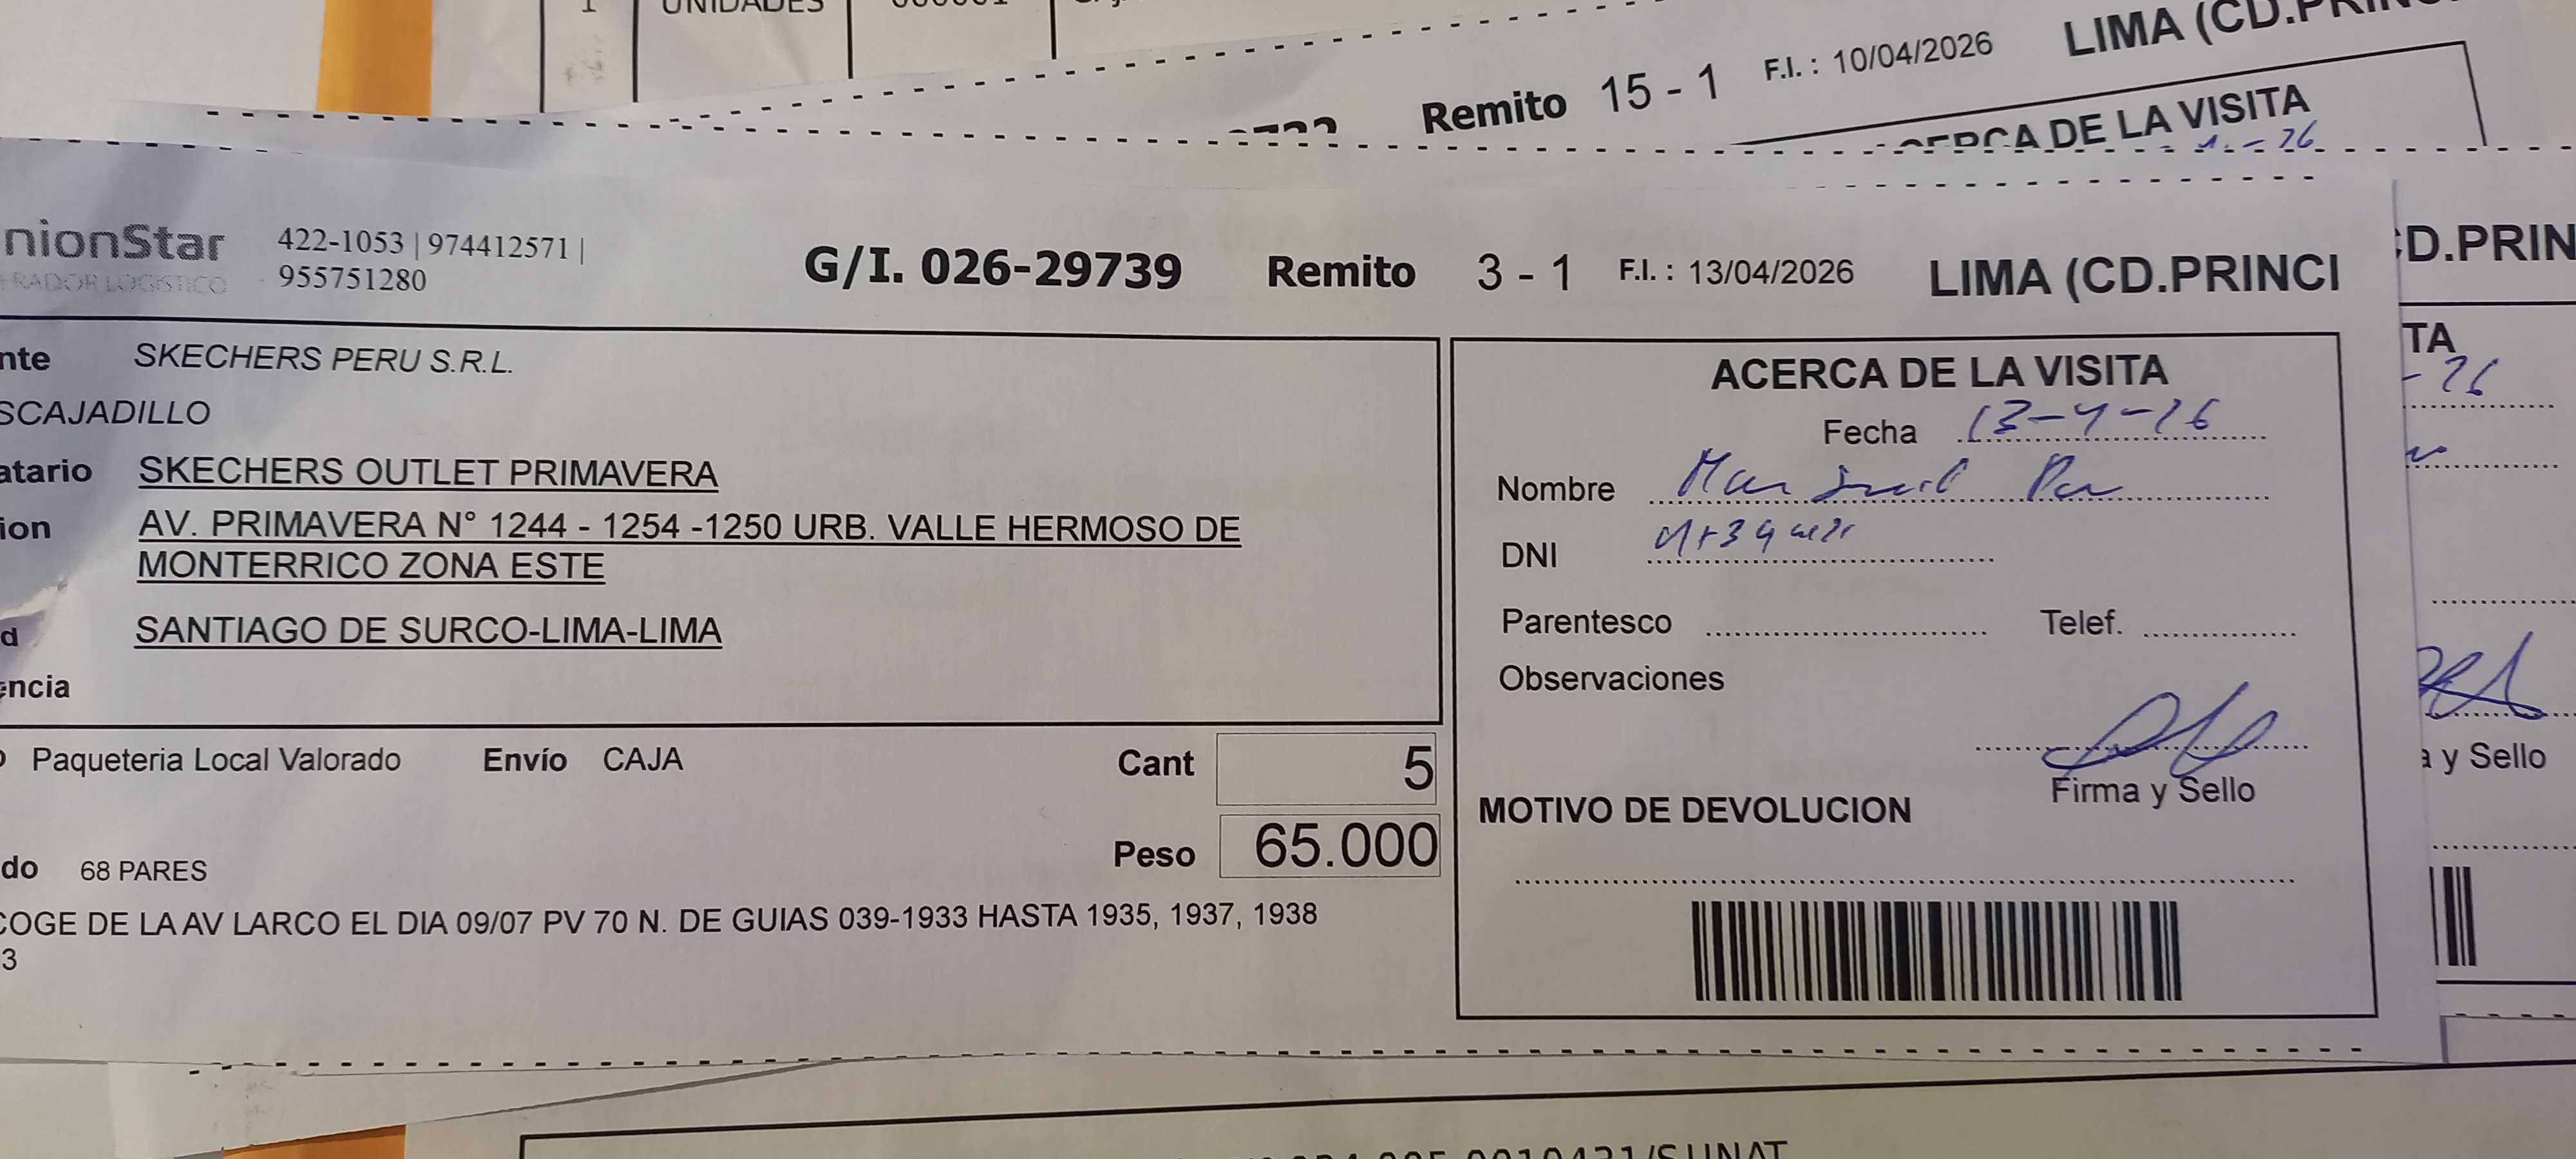 1 UNIDADES
Remito 15 - 1 F.I. : 10/04/2026 LIMA (CD.PRIN
ACERCA DE LA VISITA
nionStar 422-1053 | 974412571 |
RADOR LOGISTICO 955751280
G/I. 026-29739 Remito 3 - 1 F.I. : 13/04/2026 LIMA (CD.PRINCI
D.PRIN
nte SKECHERS PERU S.R.L.
SCAJADILLO
atario SKECHERS OUTLET PRIMAVERA
ion AV. PRIMAVERA N° 1244 - 1254 -1250 URB. VALLE HERMOSO DE
MONTERRICO ZONA ESTE
d SANTIAGO DE SURCO-LIMA-LIMA
encia
Paqueteria Local Valorado Envío CAJA Cant 5
Peso 65.000
do 68 PARES
COGE DE LA AV LARCO EL DIA 09/07 PV 70 N. DE GUIAS 039-1933 HASTA 1935, 1937, 1938
3
ACERCA DE LA VISITA
Fecha 13-4-26
Nombre
DNI
Parentesco Telef.
Observaciones
Firma y Sello
MOTIVO DE DEVOLUCION
TA
-26
a y Sello